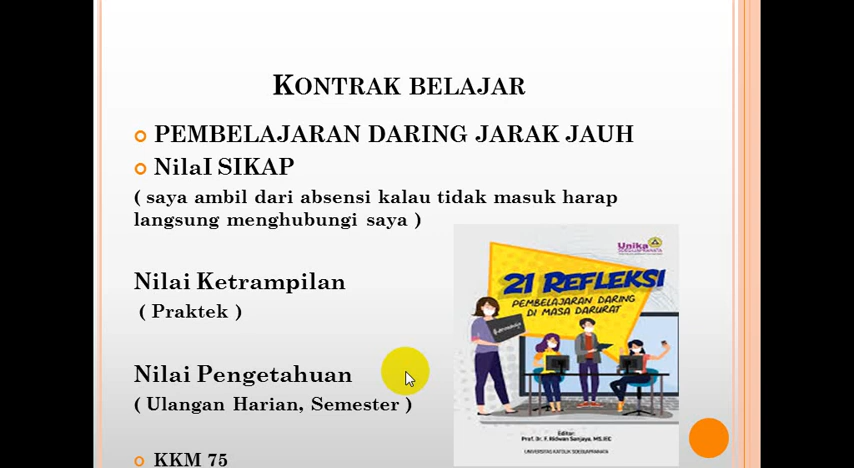 KONTRAK BELAJAR
PEMBELAJARAN DARING JARAK JAUH
NilaI SIKAP
( saya ambil dari absensi kalau tidak masuk harap
langsung menghubungi saya )
Nilai Ketrampilan
( Praktek )
Nilai Pengetahuan
( Ulangan Harian, Semester )
KKM 75
Unika
SOEGIJAPRANATA
21 REFLEKSI
PEMBELAJARAN DARING
DI MASA DARURAT
Editor:
Prof. Dr. F. Ridwan Sanjaya, MS.IEC
UNIVERSITAS KATOLIK SOEGIJAPRANATA